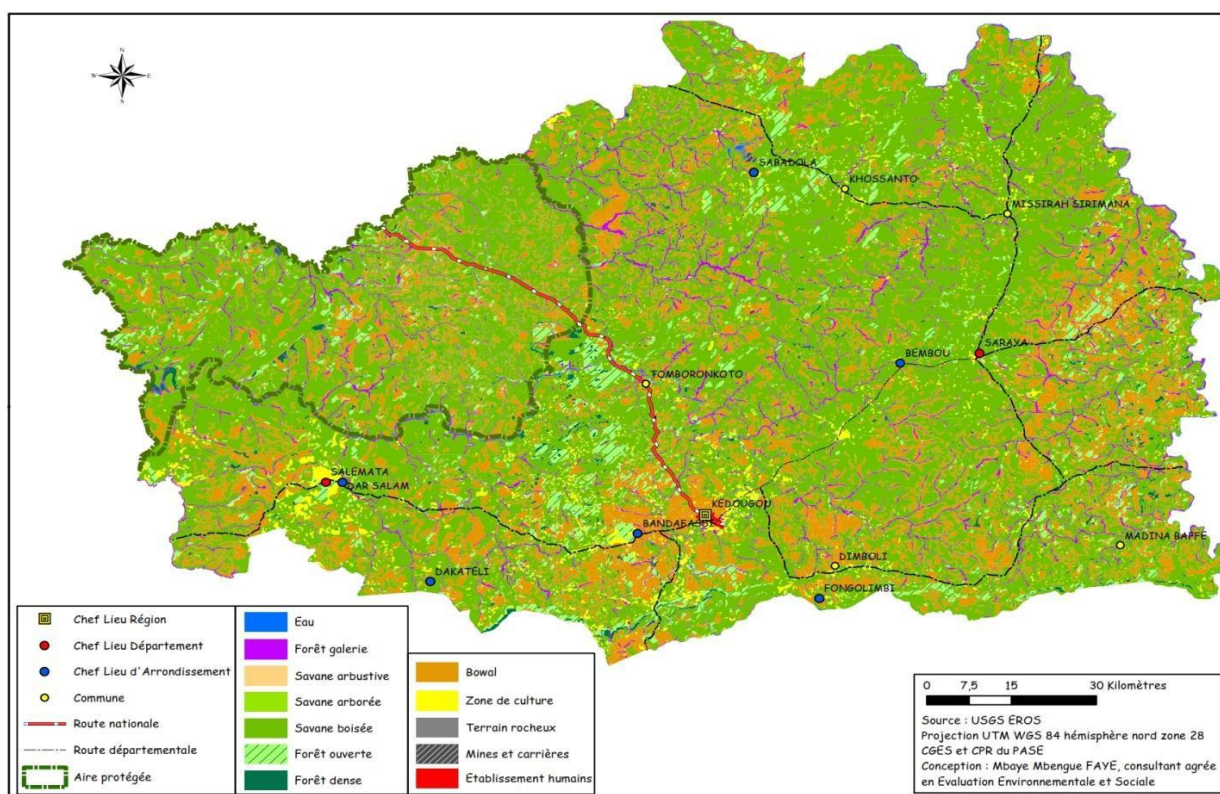 N
W E
S
SABADOLA
KHOSSANTO
MISSIRAH SIRIMANA
SARAYA
BEMBOU
TOMBORONKOTO
SALEMATA
DAR SALAM
KEDOUGOU
BANDAFASSI
MADINA BAFFE
DIMBOLI
DAKATELI
FONGOLIMBI
Chef Lieu Région
Chef Lieu Département
Chef Lieu d'Arrondissement
Commune
Route nationale
Route départementale
Aire protégée
Eau
Forêt galerie
Savane arbustive
Savane arborée
Savane boisée
Forêt ouverte
Forêt dense
Bowal
Zone de culture
Terrain rocheux
Mines et carrières
Etablissement humains
0 7,5 15 30 Kilomètres
Source : USGS EROS
Projection UTM WGS 84 hémisphère nord zone 28
CGES et CPR du PASE
Conception : Mbaye Mbengue FAYE, consultant agrée
en Evaluation Environnementale et Sociale